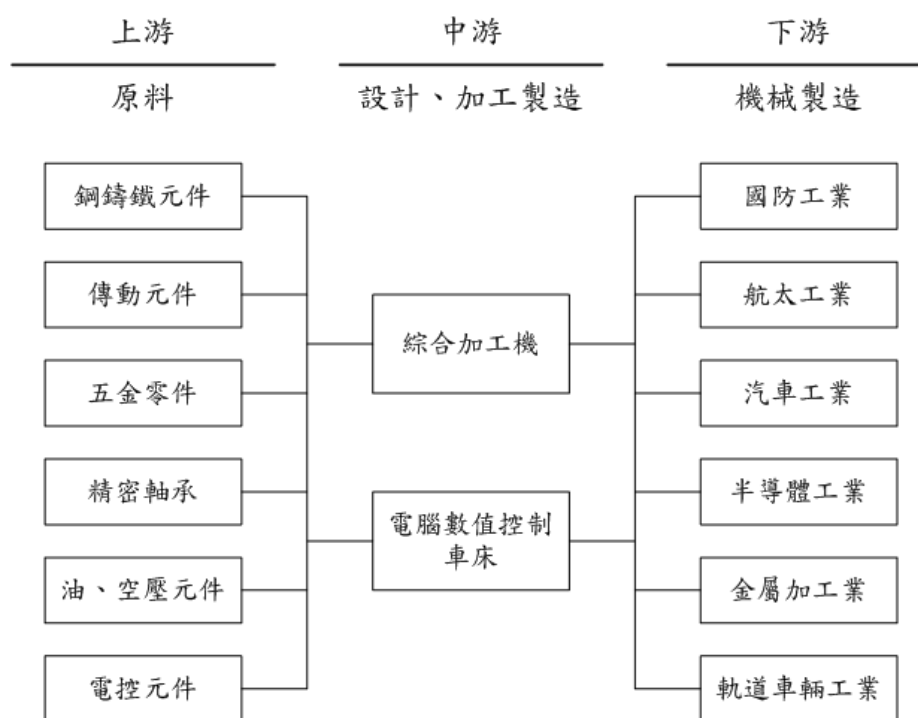 上游
中游
下游
原料
設計、加工製造
機械製造
鋼鑄鐵元件
傳動元件
五金零件
精密軸承
油、空壓元件
電控元件
綜合加工機
電腦數值控制
車床
國防工業
航太工業
汽車工業
半導體工業
金屬加工業
軌道車輛工業